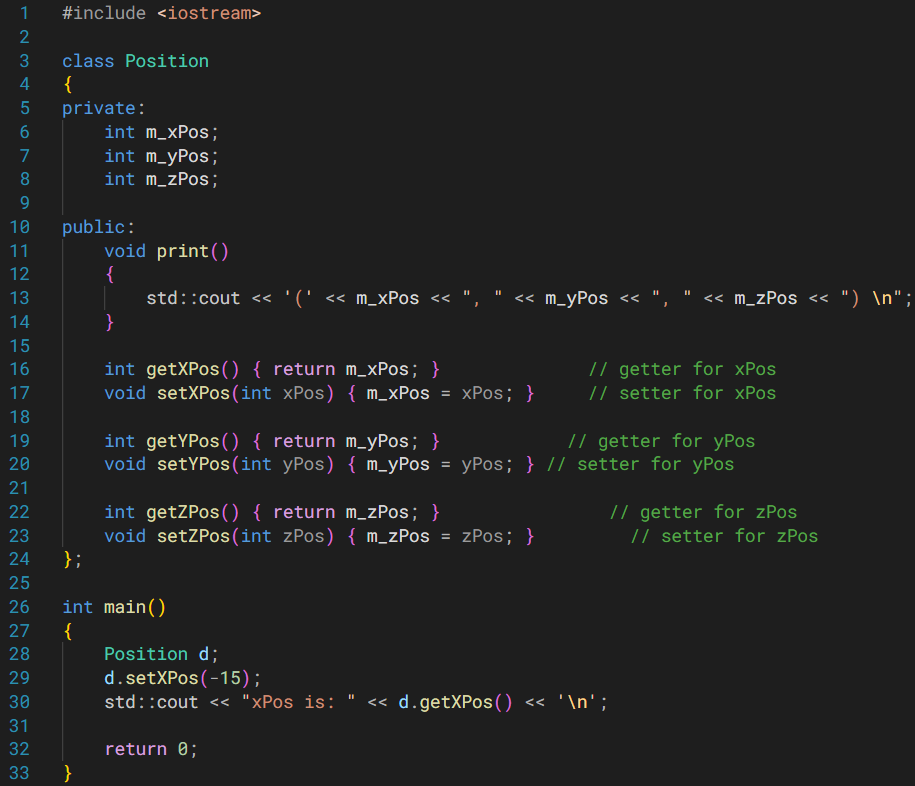 1 #include <iostream>
2
3 class Position
4 {
5 private:
6     int m_xPos;
7     int m_yPos;
8     int m_zPos;
9
10 public:
11     void print()
12     {
13         std::cout << '(' << m_xPos << ", " << m_yPos << ", " << m_zPos << ") \n";
14     }
15
16     int getXPos() { return m_xPos; }              // getter for xPos
17     void setXPos(int xPos) { m_xPos = xPos; }     // setter for xPos
18
19     int getYPos() { return m_yPos; }            // getter for yPos
20     void setYPos(int yPos) { m_yPos = yPos; } // setter for yPos
21
22     int getZPos() { return m_zPos; }                // getter for zPos
23     void setZPos(int zPos) { m_zPos = zPos; }         // setter for zPos
24 };
25
26 int main()
27 {
28     Position d;
29     d.setXPos(-15);
30     std::cout << "xPos is: " << d.getXPos() << '\n';
31
32     return 0;
33 }